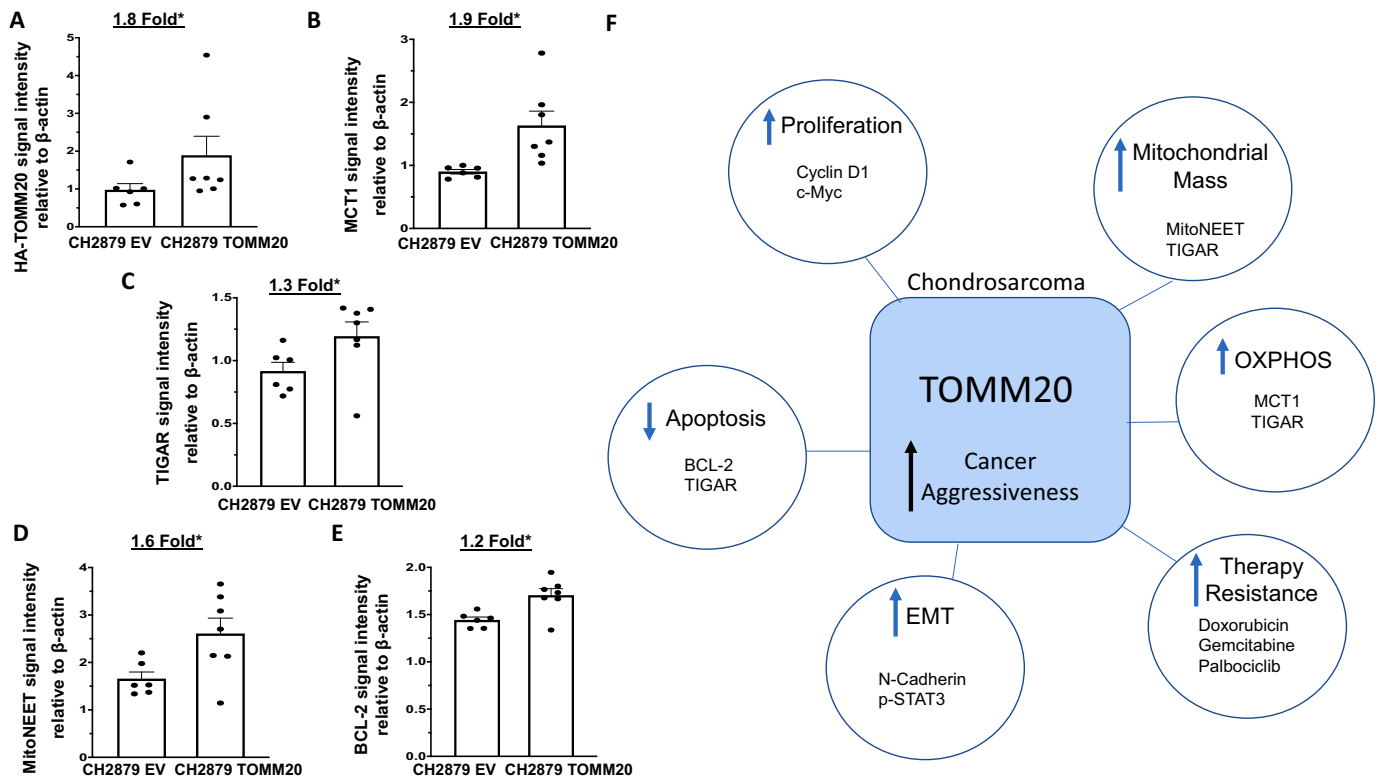 A
1.8 Fold*
HA-TOMM20 signal intensity
relative to β-actin
5
4
3
2
1
0
CH2879 EV
CH2879 TOMM20
B
1.9 Fold*
MCT1 signal intensity
relative to β-actin
3
2
1
0
CH2879 EV
CH2879 TOMM20
C
1.3 Fold*
TIGAR signal intensity
relative to β-actin
1.5
1.0
0.5
0.0
CH2879 EV
CH2879 TOMM20
D
1.6 Fold*
MitoNEET signal intensity
relative to β-actin
4
3
2
1
0
CH2879 EV
CH2879 TOMM20
E
1.2 Fold*
BCL-2 signal intensity
relative to β-actin
2.0
1.5
1.0
0.5
0.0
CH2879 EV
CH2879 TOMM20
F
Proliferation
Cyclin D1
c-Myc
Mitochondrial
Mass
MitoNEET
TIGAR
Chondrosarcoma
TOMM20
Cancer
Aggressiveness
OXPHOS
MCT1
TIGAR
Apoptosis
BCL-2
TIGAR
EMT
N-Cadherin
p-STAT3
Therapy
Resistance
Doxorubicin
Gemcitabine
Palbociclib